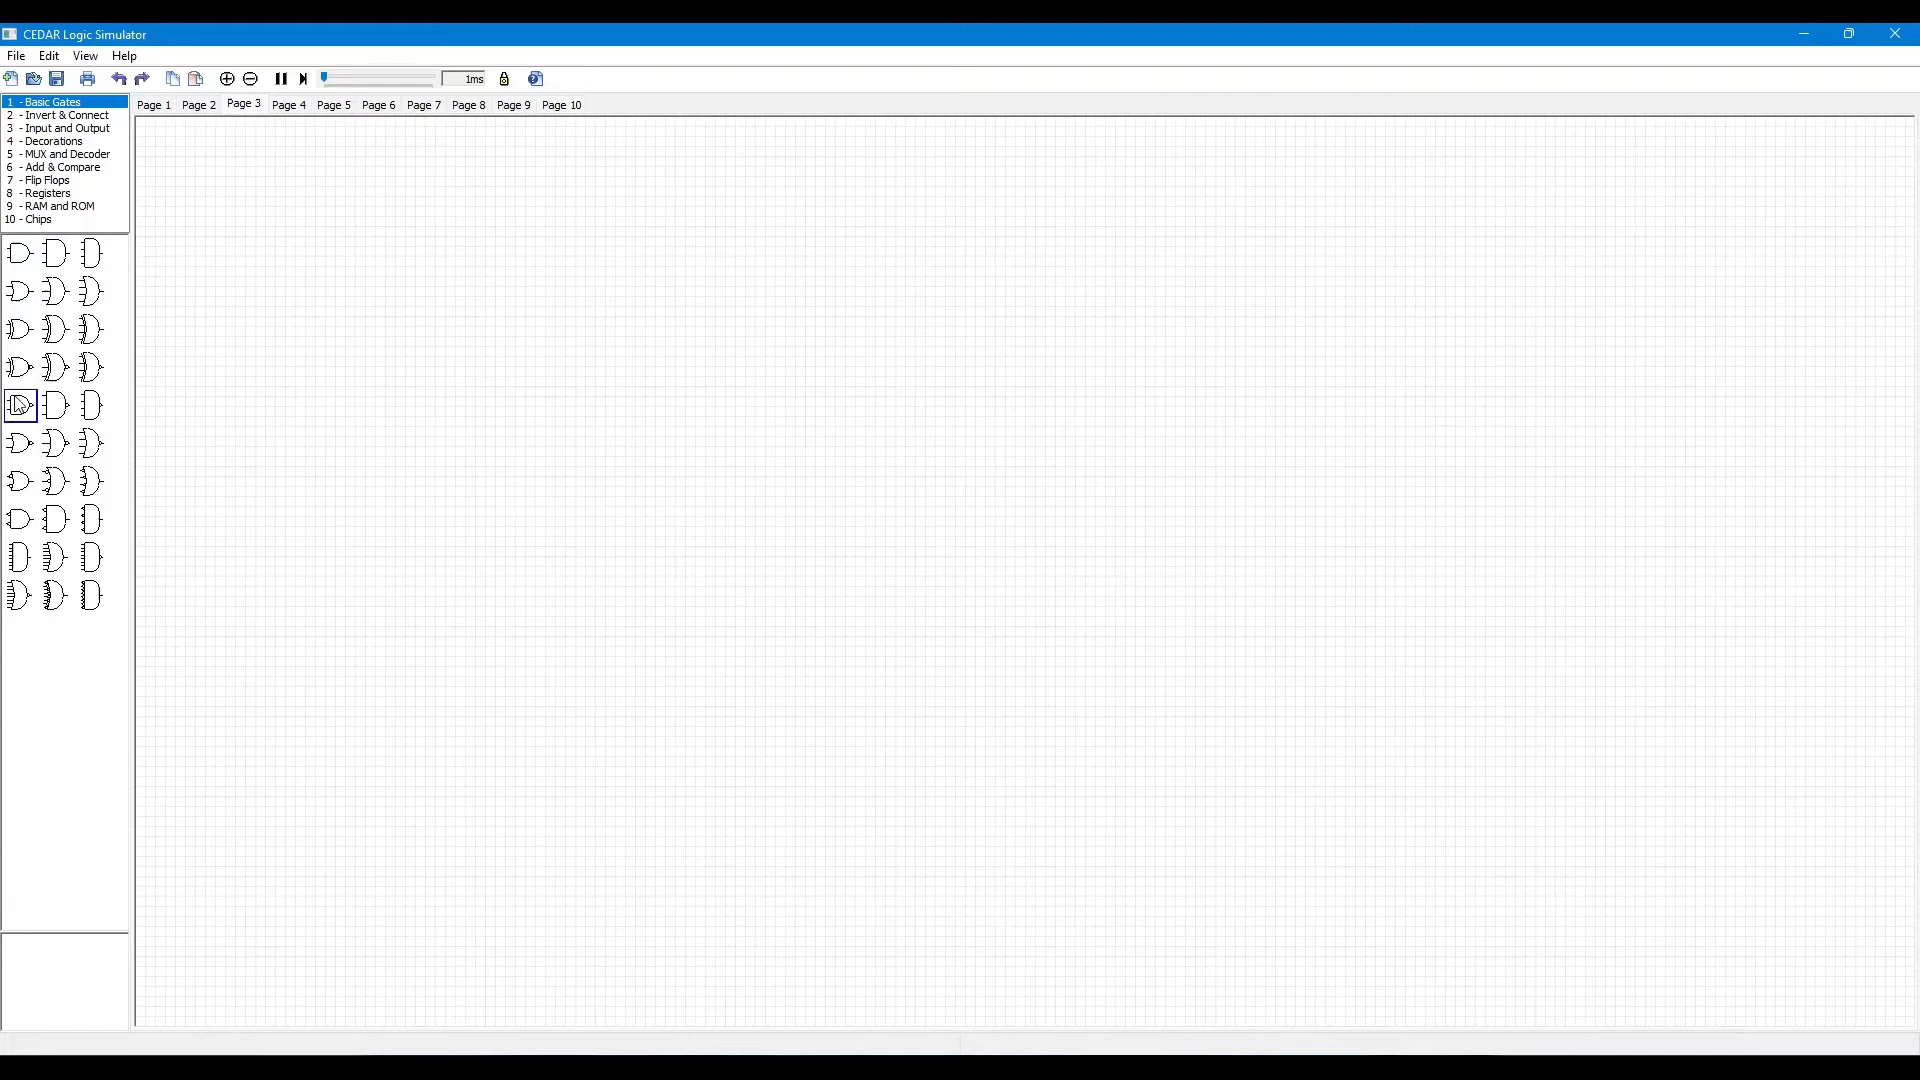 CEDAR Logic Simulator
File Edit View Help
1ms
1 - Basic Gates
2 - Invert & Connect
3 - Input and Output
4 - Decorations
5 - MUX and Decoder
6 - Add & Compare
7 - Flip Flops
8 - Registers
9 - RAM and ROM
10 - Chips
Page 1 Page 2 Page 3 Page 4 Page 5 Page 6 Page 7 Page 8 Page 9 Page 10